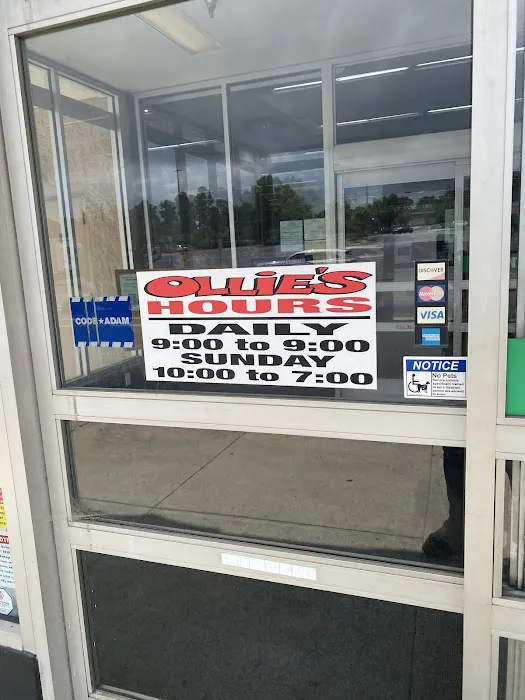 OLLiE'S
HOURS
DAILY
9:00 to 9:00
SUNDAY
10:00 to 7:00
CODE★ADAM
DISCOVER
MasterCard
VISA
NOTICE
No Pets